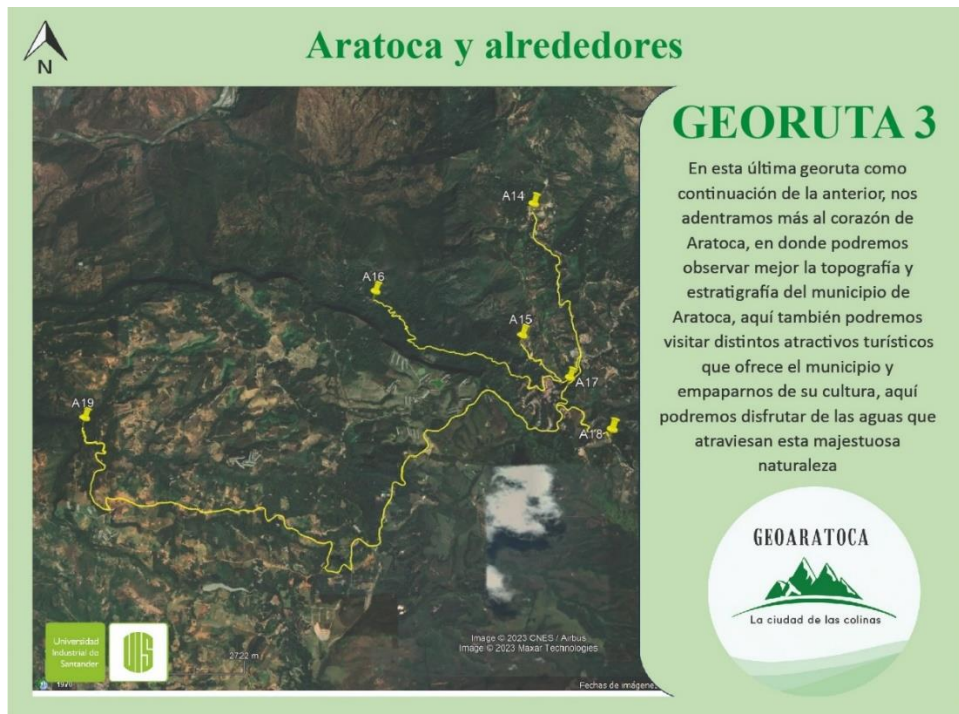 N
Aratoca y alrededores
GEORUTA 3
En esta última georuta como
continuación de la anterior, nos
adentramos más al corazón de
Aratoca, en donde podremos
observar mejor la topografía y
estratigrafía del municipio de
Aratoca, aquí también podremos
visitar distintos atractivos turísticos
que ofrece el municipio y
empaparnos de su cultura, aquí
podremos disfrutar de las aguas que
atraviesan esta majestuosa
naturaleza
A14
A16
A15
A17
A19
A18
GEOARATOCA
La ciudad de las colinas
Universidad
Industrial de
Santander
UIS
2722 m
Image © 2023 CNES / Airbus
Image © 2023 Maxar Technologies
1970
Fechas de imágene